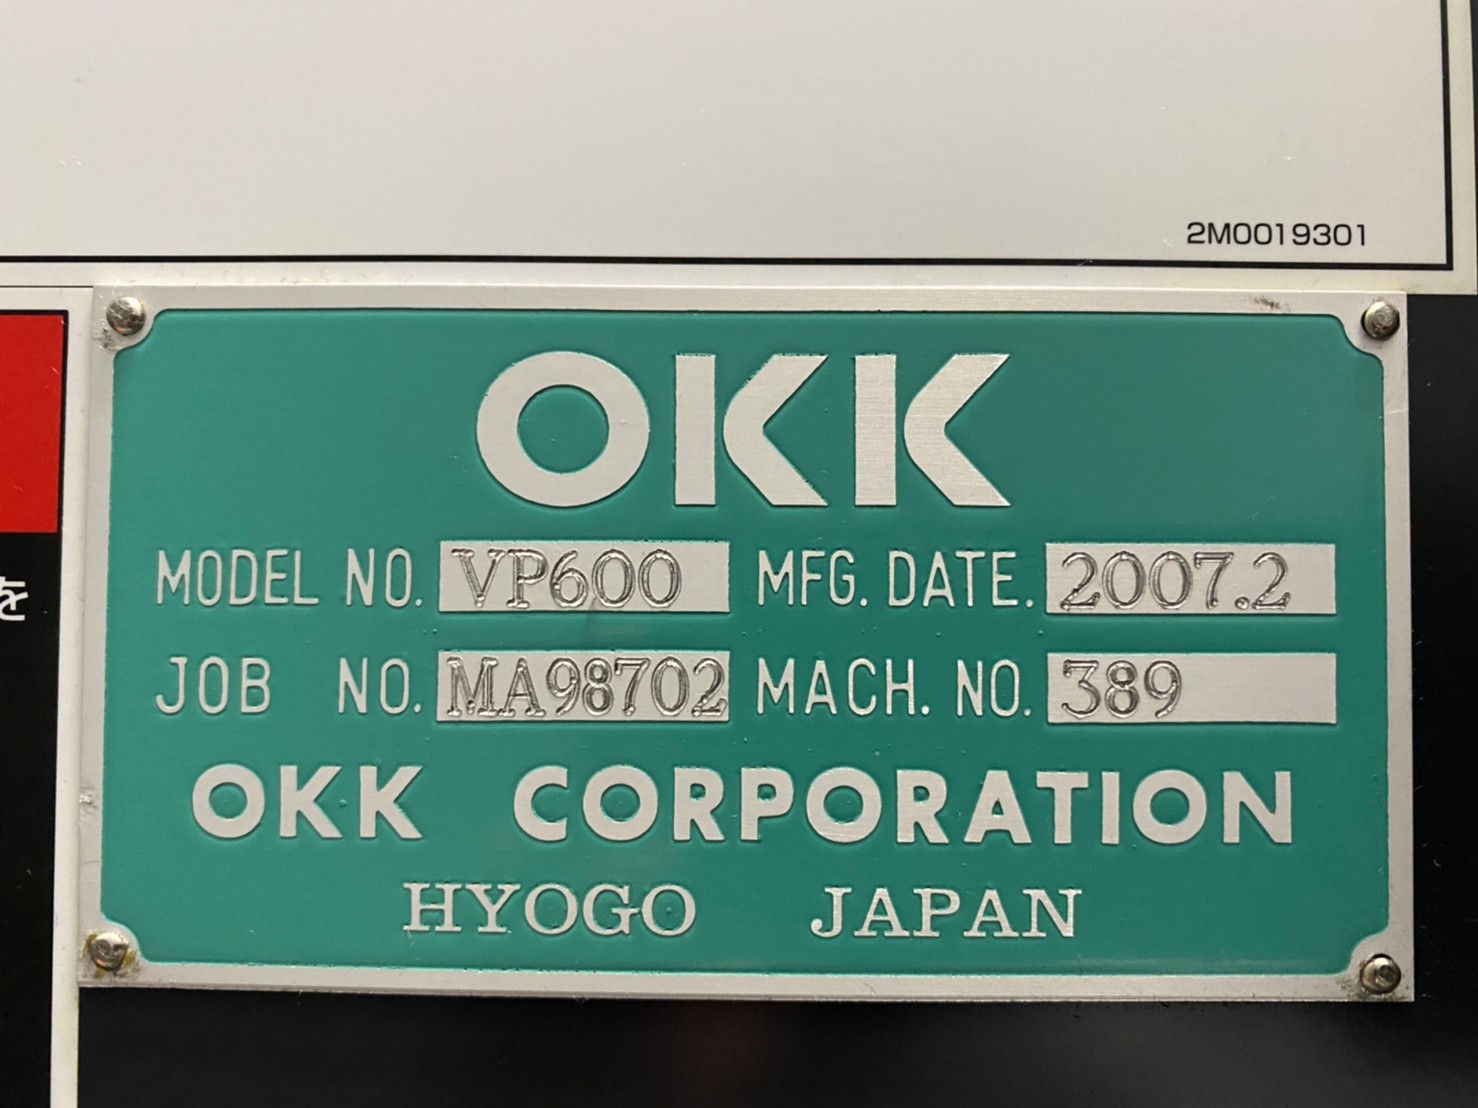 2M0019301
OKK
MODEL NO. VP600 MFG. DATE. 2007.2
JOB NO. MA98702 MACH. NO. 389
OKK CORPORATION
HYOGO JAPAN
を